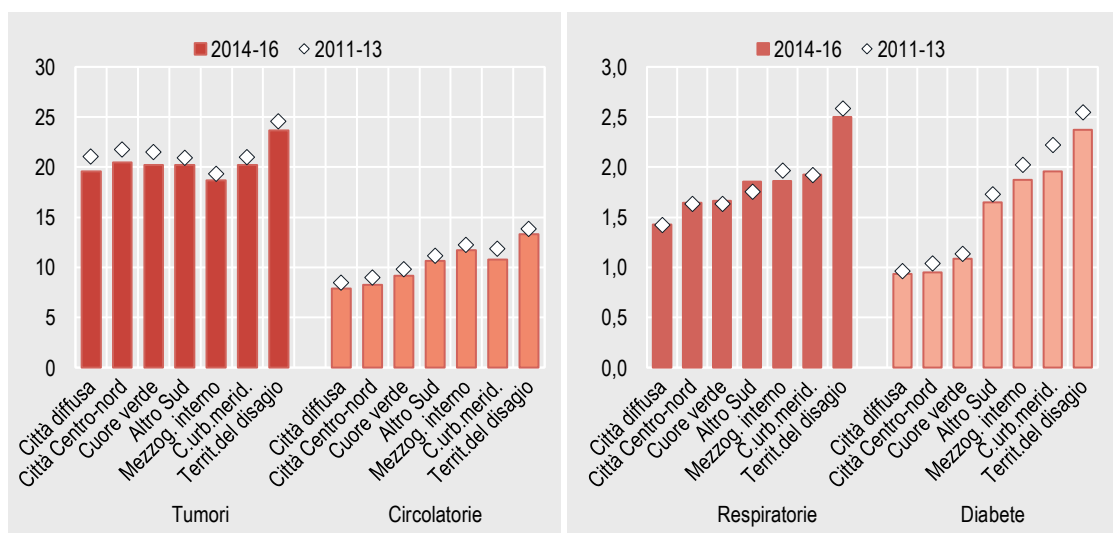 2014-16 2011-13
30
25
20
15
10
5
0
Città diffusa
Città Centro-nord
Cuore verde
Altro Sud
Mezzog. interno
C.urb.merid.
Territ.del disagio
Città diffusa
Città Centro-nord
Cuore verde
Altro Sud
Mezzog. interno
C.urb.merid.
Territ.del disagio
Tumori Circolatorie
2014-16 2011-13
3,0
2,5
2,0
1,5
1,0
0,5
0,0
Città diffusa
Città Centro-nord
Cuore verde
Altro Sud
Mezzog. interno
C.urb.merid.
Territ.del disagio
Città diffusa
Città Centro-nord
Cuore verde
Altro Sud
Mezzog. interno
C.urb.merid.
Territ.del disagio
Respiratorie Diabete